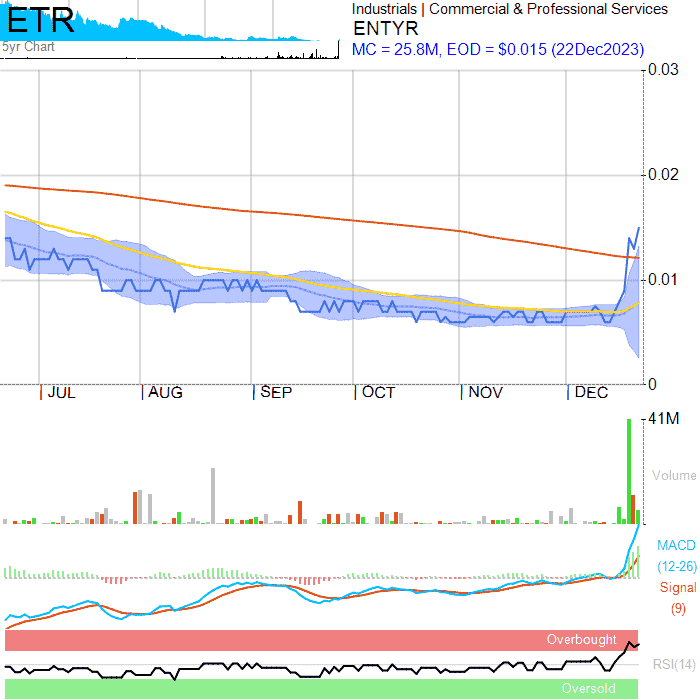 ETR
5yr Chart
Industrials | Commercial & Professional Services
ENTYR
MC = 25.8M, EOD = $0.015 (22Dec2023)
0.03
0.02
0.01
0
JUL AUG SEP OCT NOV DEC
41M
Volume
MACD
(12-26)
Signal
(9)
Overbought
RSI(14)
Oversold